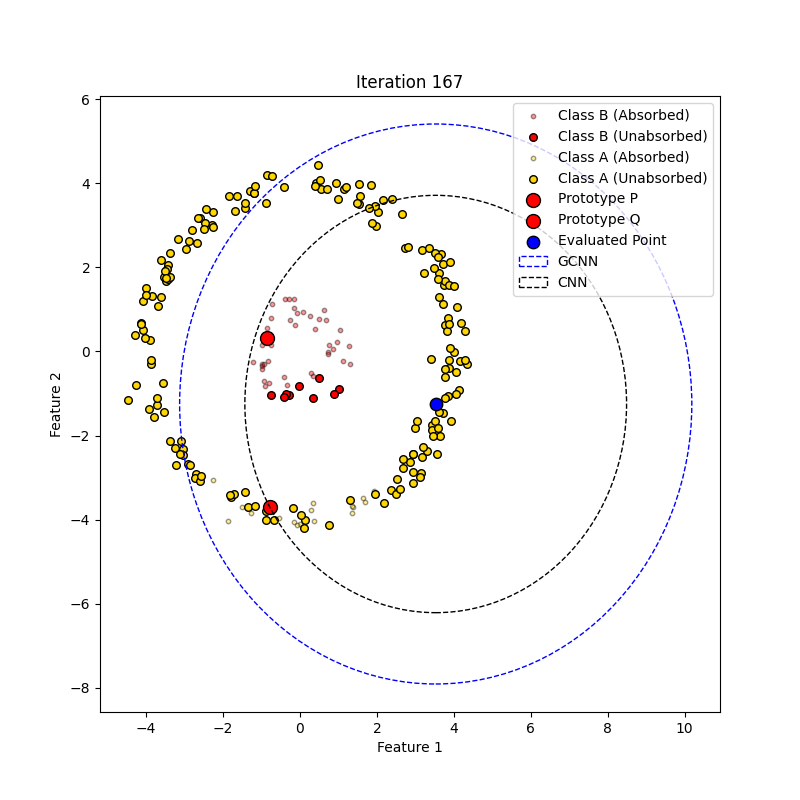 Iteration 167
Class B (Absorbed)
Class B (Unabsorbed)
Class A (Absorbed)
Class A (Unabsorbed)
Prototype P
Prototype Q
Evaluated Point
GCNN
CNN
6
4
2
0
−2
−4
−6
−8
Feature 2
−4 −2 0 2 4 6 8 10
Feature 1